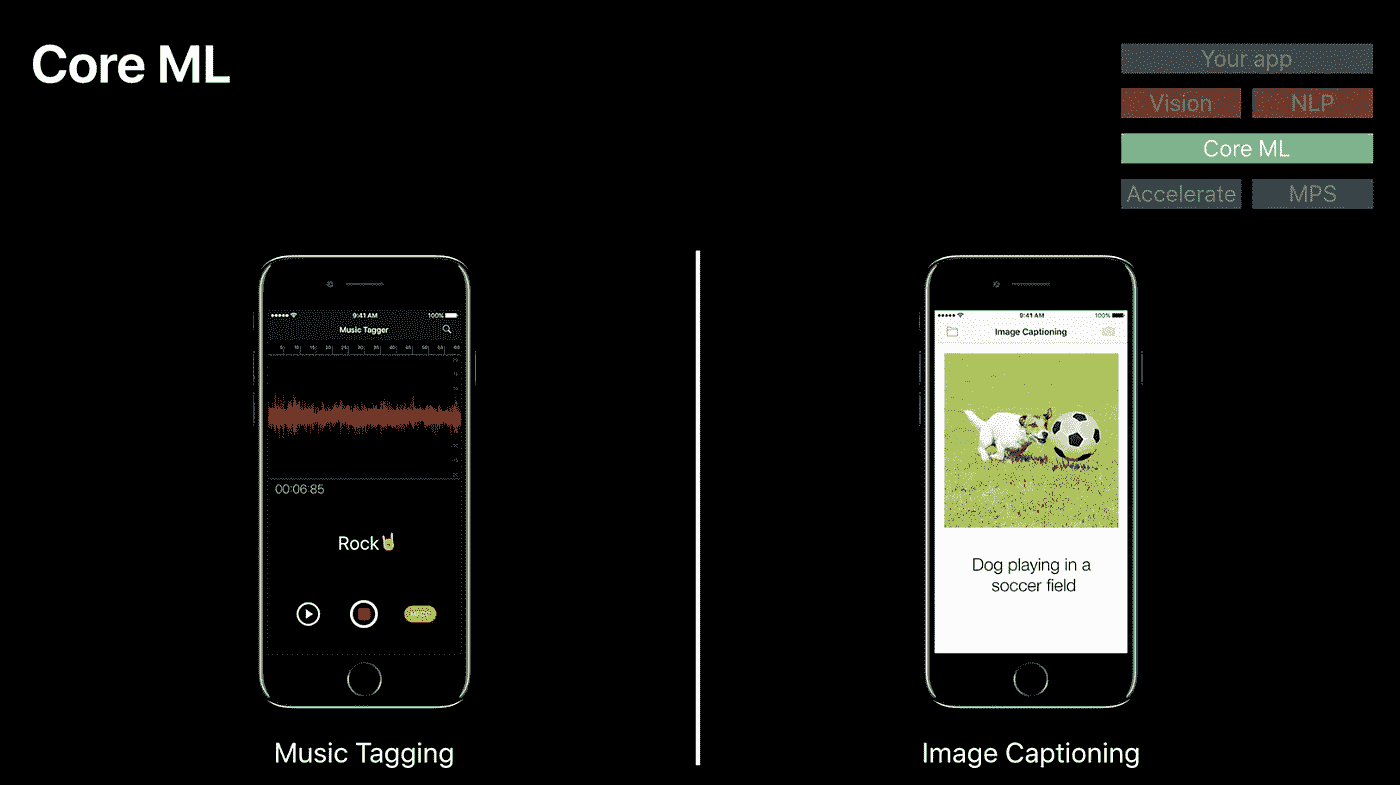 Core ML
Your app
Vision NLP
Core ML
Accelerate MPS
9:41 AM 100%
Music Tagger
00:06:85
Rock🤘
Music Tagging
9:41 AM 100%
Image Captioning
Dog playing in a
soccer field
Image Captioning